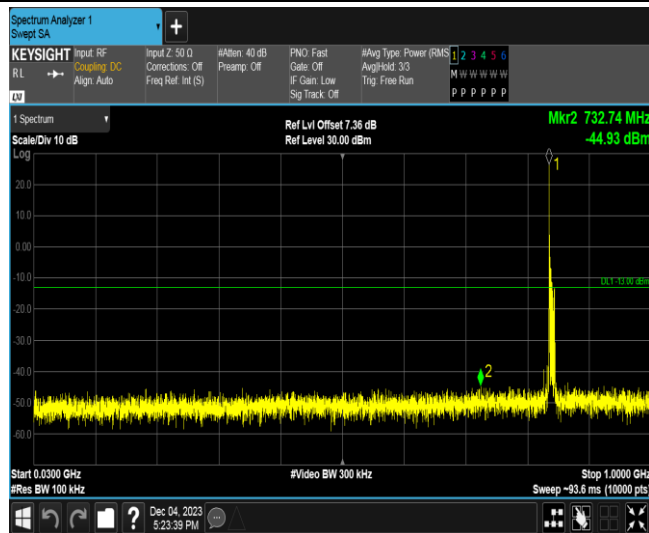 Spectrum Analyzer 1
Swept SA
+
KEYSIGHT
RL
LXI
Input: RF
Coupling: DC
Align: Auto
Input Z: 50 Ω
Corrections: Off
Freq Ref: Int (S)
#Atten: 40 dB
Preamp: Off
PNO: Fast
Gate: Off
IF Gain: Low
Sig Track: Off
#Avg Type: Power (RMS
Avg|Hold: 3/3
Trig: Free Run
1 2 3 4 5 6
M W W W W W
P P P P P P
1 Spectrum
Scale/Div 10 dB
Log
Ref Lvl Offset 7.36 dB
Ref Level 30.00 dBm
Mkr2 732.74 MHz
-44.93 dBm
1
20.0
10.0
0.00
-10.0
DL1 -13.00 dBm
-20.0
-30.0
-40.0
2
-50.0
-60.0
Start 0.0300 GHz
#Res BW 100 kHz
#Video BW 300 kHz
Stop 1.0000 GHz
Sweep ~93.6 ms (10000 pts)
?
Dec 04, 2023
5:23:39 PM